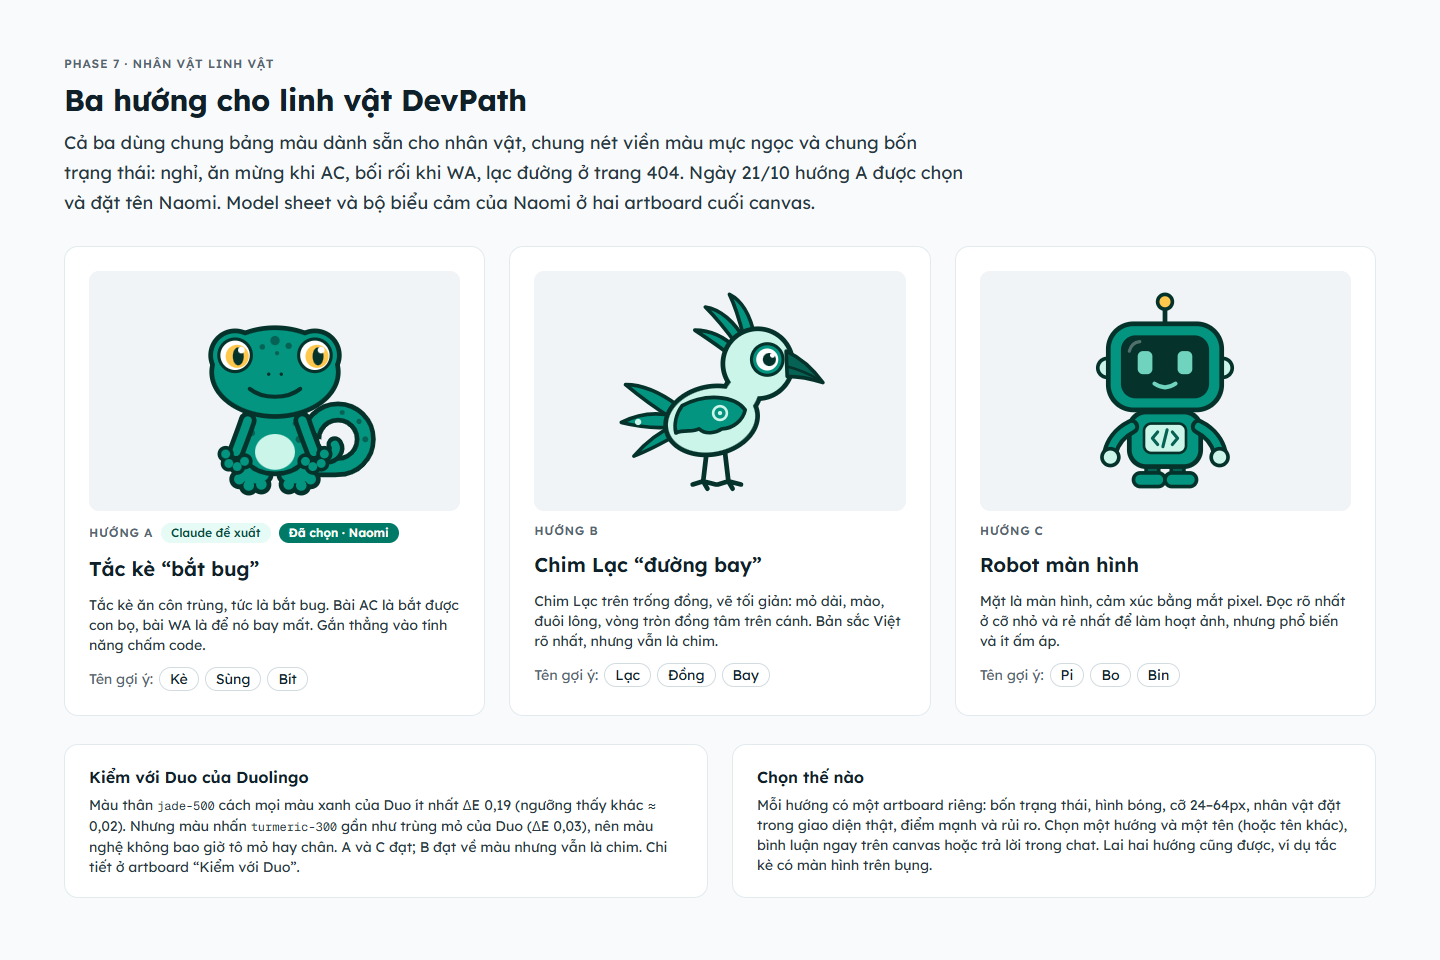 PHASE 7 · NHÂN VẬT LINH VẬT
Ba hướng cho linh vật DevPath
Cả ba dùng chung bảng màu dành sẵn cho nhân vật, chung nét viền màu mực ngọc và chung bốn
trạng thái: nghỉ, ăn mừng khi AC, bối rối khi WA, lạc đường ở trang 404. Ngày 21/10 hướng A được chọn
và đặt tên Naomi. Model sheet và bộ biểu cảm của Naomi ở hai artboard cuối canvas.
HƯỚNG A Claude đề xuất Đã chọn · Naomi
Tắc kè “bắt bug”
Tắc kè ăn côn trùng, tức là bắt bug. Bài AC là bắt được
con bọ, bài WA là để nó bay mất. Gắn thẳng vào tính
năng chấm code.
Tên gợi ý: Kè Sùng Bít
HƯỚNG B
Chim Lạc “đường bay”
Chim Lạc trên trống đồng, vẽ tối giản: mỏ dài, mào,
đuôi lông, vòng tròn đồng tâm trên cánh. Bản sắc Việt
rõ nhất, nhưng vẫn là chim.
Tên gợi ý: Lạc Đồng Bay
HƯỚNG C
Robot màn hình
Mặt là màn hình, cảm xúc bằng mắt pixel. Đọc rõ nhất
ở cỡ nhỏ và rẻ nhất để làm hoạt ảnh, nhưng phổ biến
và ít ấm áp.
Tên gợi ý: Pi Bo Bin
Kiểm với Duo của Duolingo
Màu thân jade-500 cách mọi màu xanh của Duo ít nhất ΔE 0,19 (ngưỡng thấy khác ≈
0,02). Nhưng màu nhấn turmeric-300 gần như trùng mỏ của Duo (ΔE 0,03), nên màu
nghệ không bao giờ tô mỏ hay chân. A và C đạt; B đạt về màu nhưng vẫn là chim. Chi
tiết ở artboard “Kiểm với Duo”.
Chọn thế nào
Mỗi hướng có một artboard riêng: bốn trạng thái, hình bóng, cỡ 24–64px, nhân vật đặt
trong giao diện thật, điểm mạnh và rủi ro. Chọn một hướng và một tên (hoặc tên khác),
bình luận ngay trên canvas hoặc trả lời trong chat. Lai hai hướng cũng được, ví dụ tắc
kè có màn hình trên bụng.